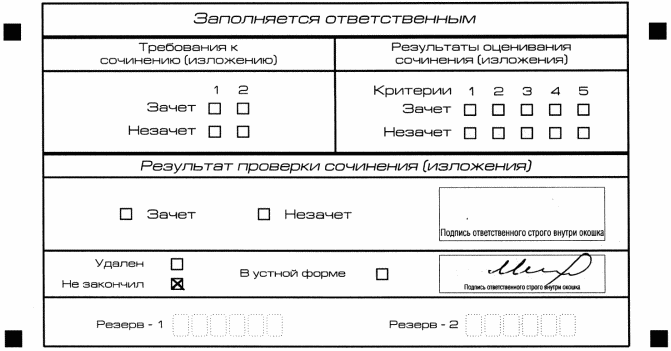 Заполняется ответственным
Требования к
сочинению (изложению)
Результаты оценивания
сочинения (изложения)
1 2
Зачет
Незачет
Критерии 1 2 3 4 5
Зачет
Незачет
Результат проверки сочинения (изложения)
Зачет
Незачет
Подпись ответственного строго внутри окошка
Удален
Не закончил
В устной форме
Подпись ответственного строго внутри окошка
Резерв - 1
Резерв - 2